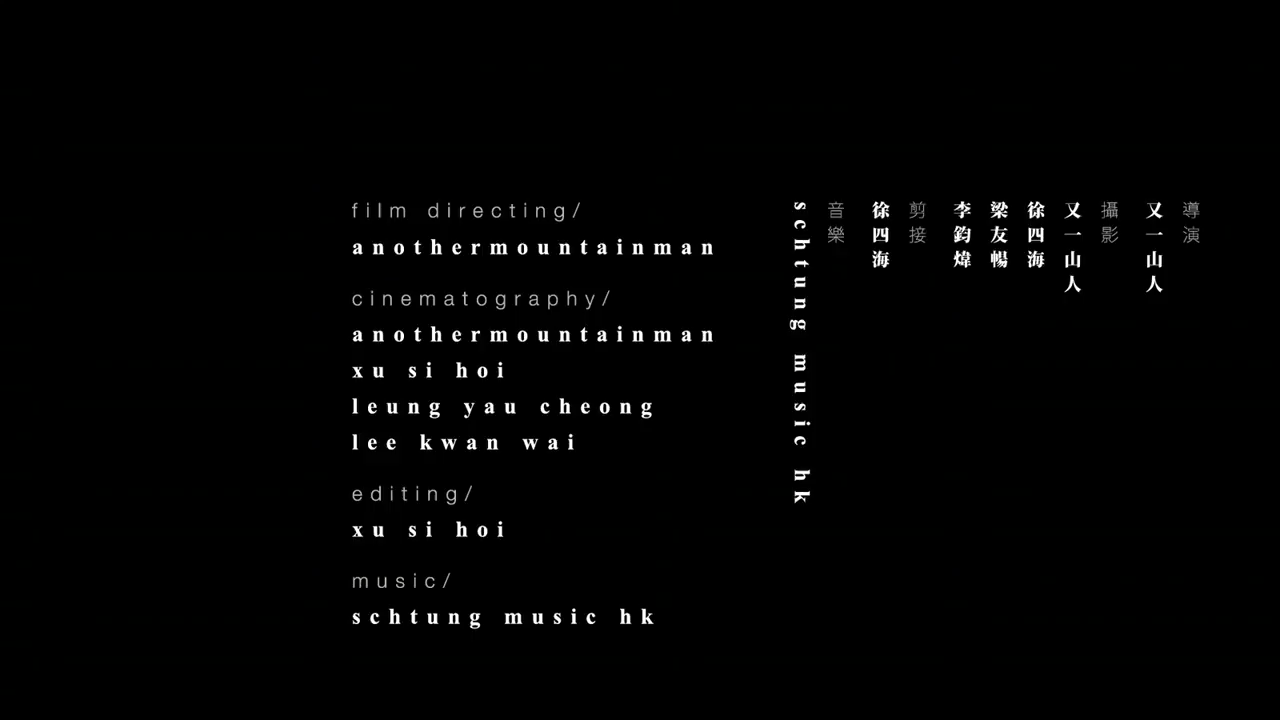 film directing/
anothermountainman
cinematography/
anothermountainman
xu si hoi
leung yau cheong
lee kwan wai
editing/
xu si hoi
music/
schtung music hk
導演
又一山人
攝影
又一山人
徐四海
梁友暢
李鈞煒
剪接
徐四海
音樂
schtung music hk